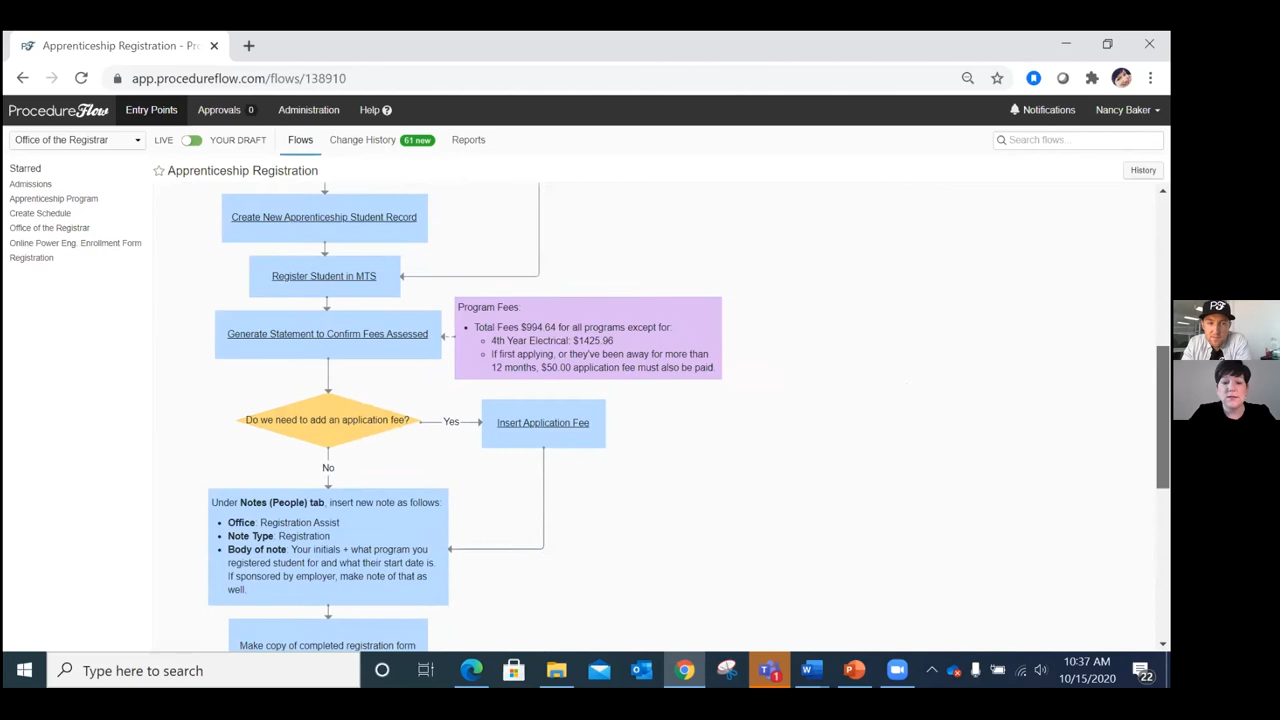 Apprenticeship Registration - Pro
app.procedureflow.com/flows/138910
ProcedureFlow
Entry Points
Approvals 0
Administration
Help
Notifications
Nancy Baker
Office of the Registrar
LIVE
YOUR DRAFT
Flows
Change History 61 new
Reports
Search flows...
Starred
Admissions
Apprenticeship Program
Create Schedule
Office of the Registrar
Online Power Eng. Enrollment Form
Registration
Apprenticeship Registration
History
Create New Apprenticeship Student Record
Register Student in MTS
Generate Statement to Confirm Fees Assessed
Program Fees:
Total Fees $994.64 for all programs except for:
4th Year Electrical: $1425.96
If first applying, or they've been away for more than
12 months, $50.00 application fee must also be paid.
Do we need to add an application fee?
Yes
Insert Application Fee
No
Under Notes (People) tab, insert new note as follows:
Office: Registration Assist
Note Type: Registration
Body of note: Your initials + what program you
registered student for and what their start date is.
If sponsored by employer, make note of that as
well.
Make copy of completed registration form
Type here to search
10:37 AM
10/15/2020
22
1